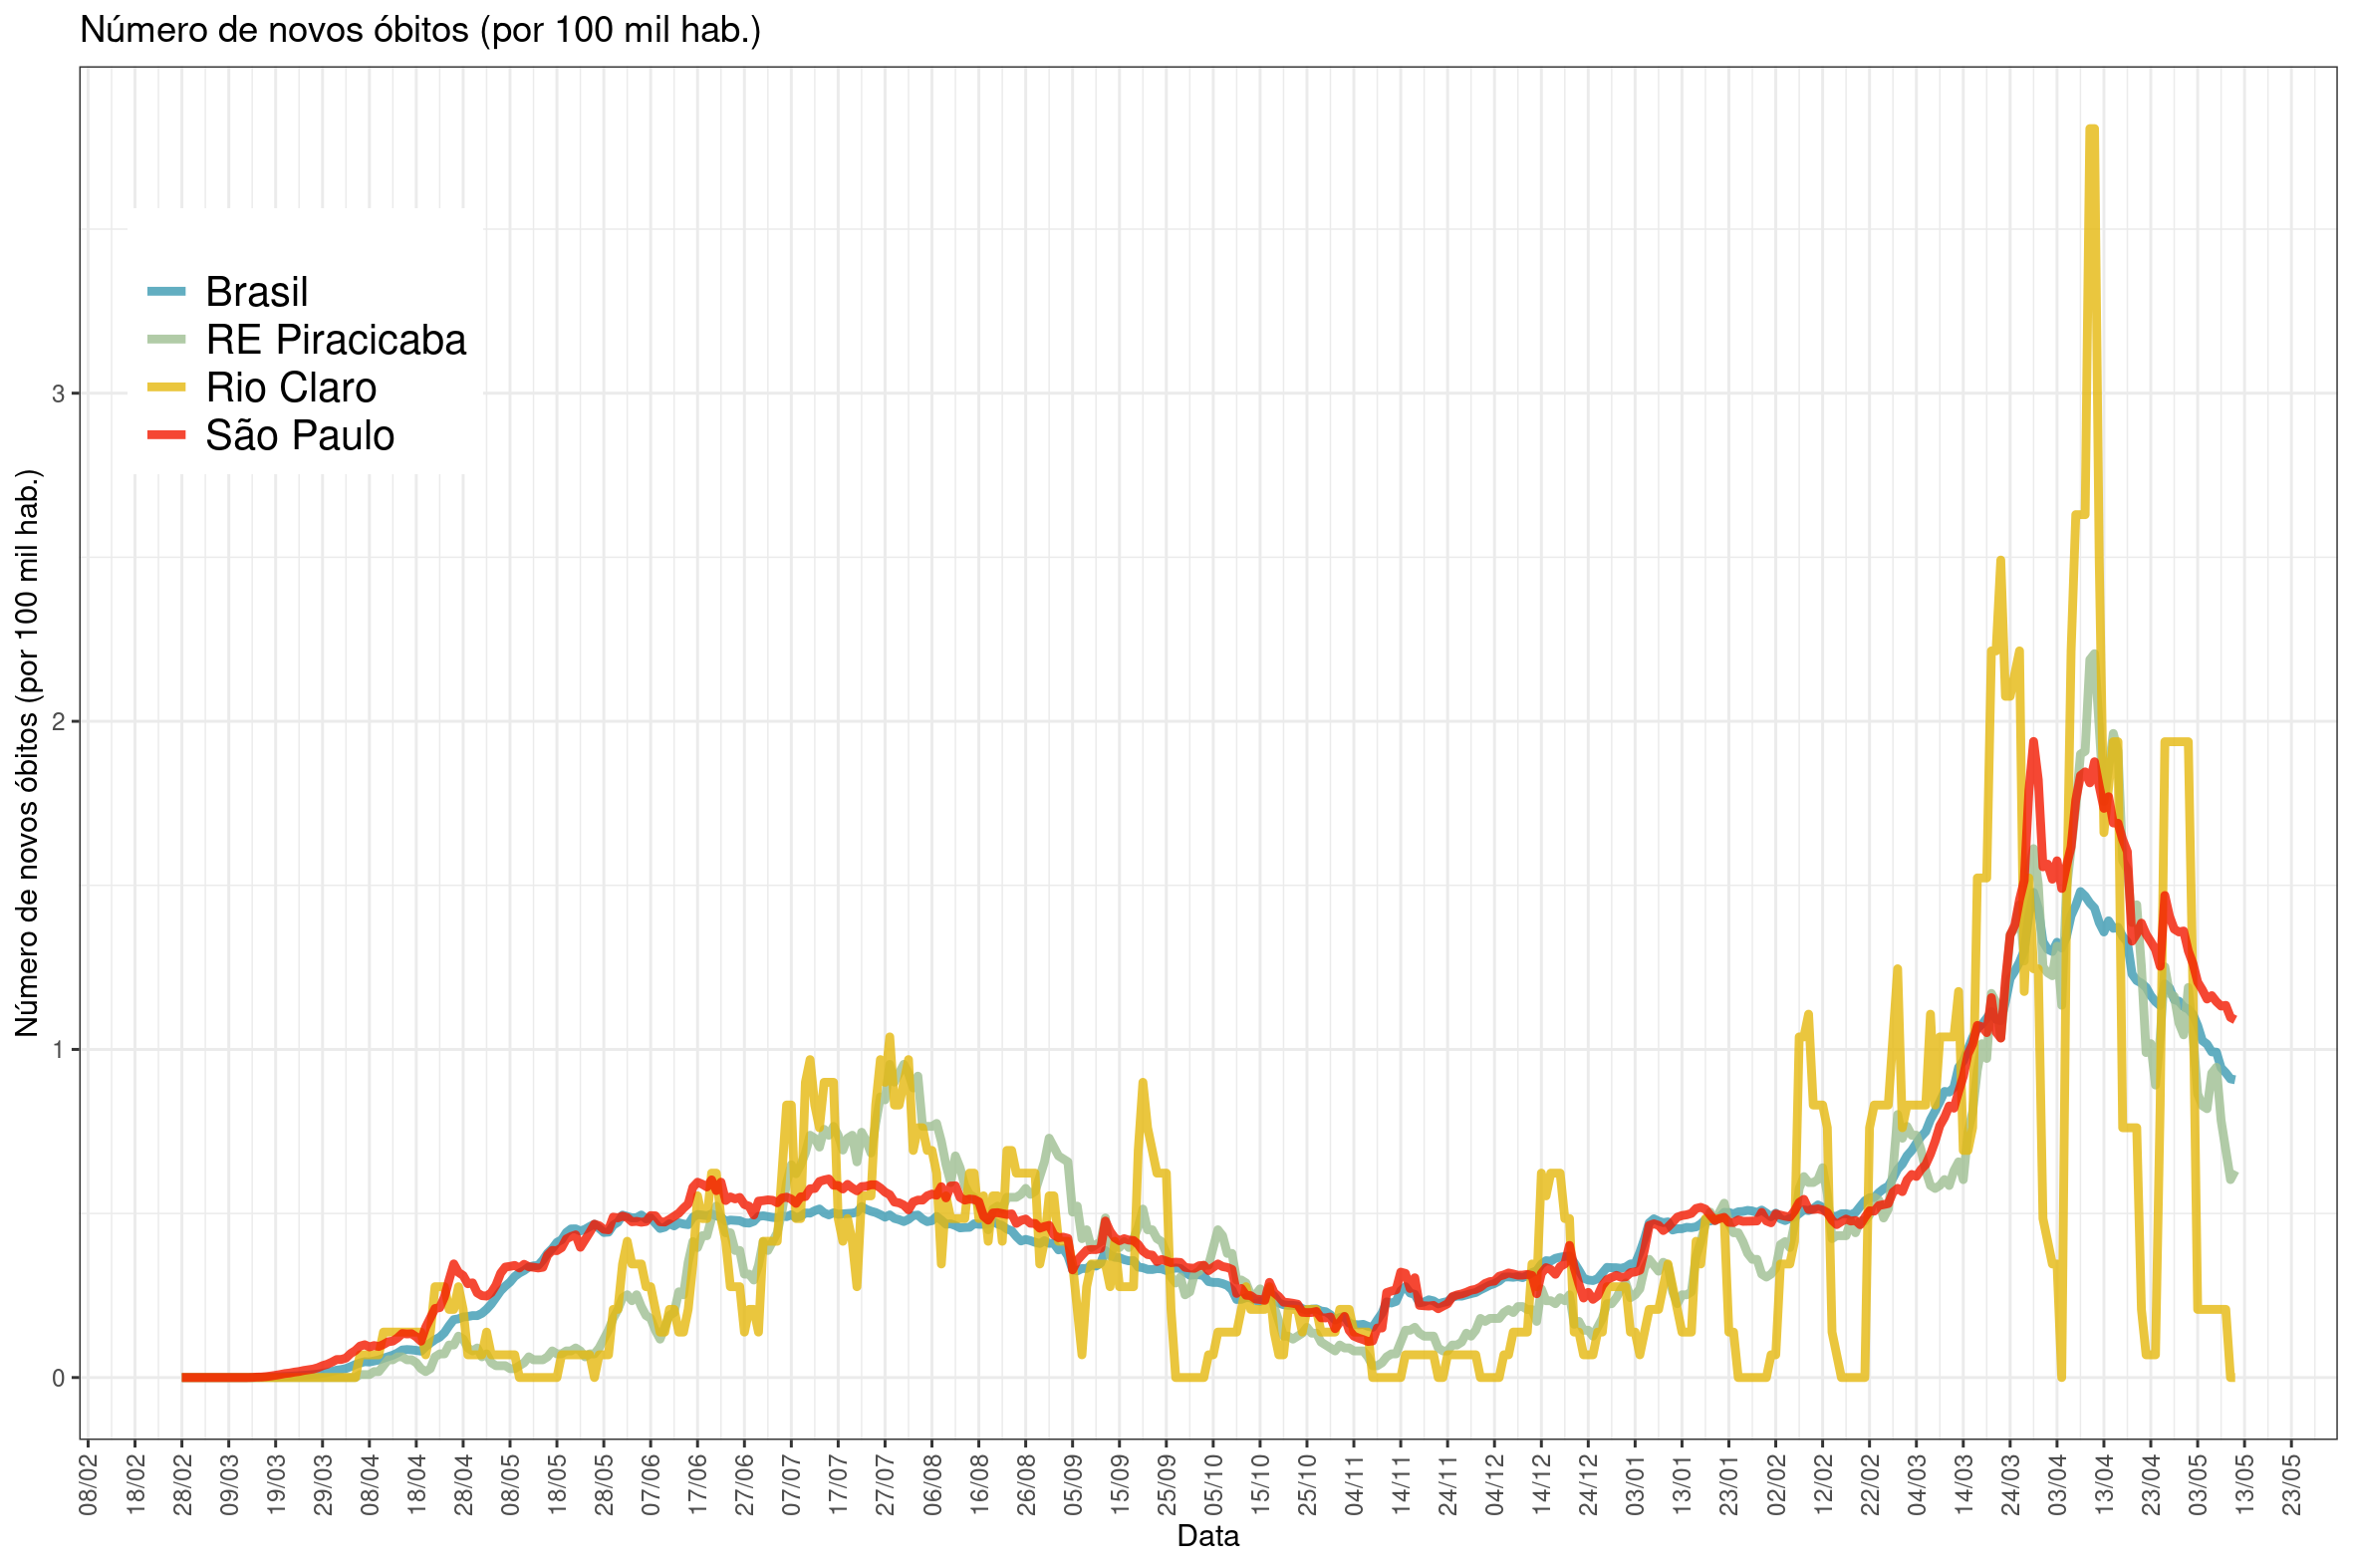 Número de novos óbitos (por 100 mil hab.)
Brasil
RE Piracicaba
Rio Claro
São Paulo
Número de novos óbitos (por 100 mil hab.)
3
2
1
0
08/02 18/02 28/02 09/03 19/03 29/03 08/04 18/04 28/04 08/05 18/05 28/05 07/06 17/06 27/06 07/07 17/07 27/07 06/08 16/08 26/08 05/09 15/09 25/09 05/10 15/10 25/10 04/11 14/11 24/11 04/12 14/12 24/12 03/01 13/01 23/01 02/02 12/02 22/02 04/03 14/03 24/03 03/04 13/04 23/04 03/05 13/05 23/05
Data